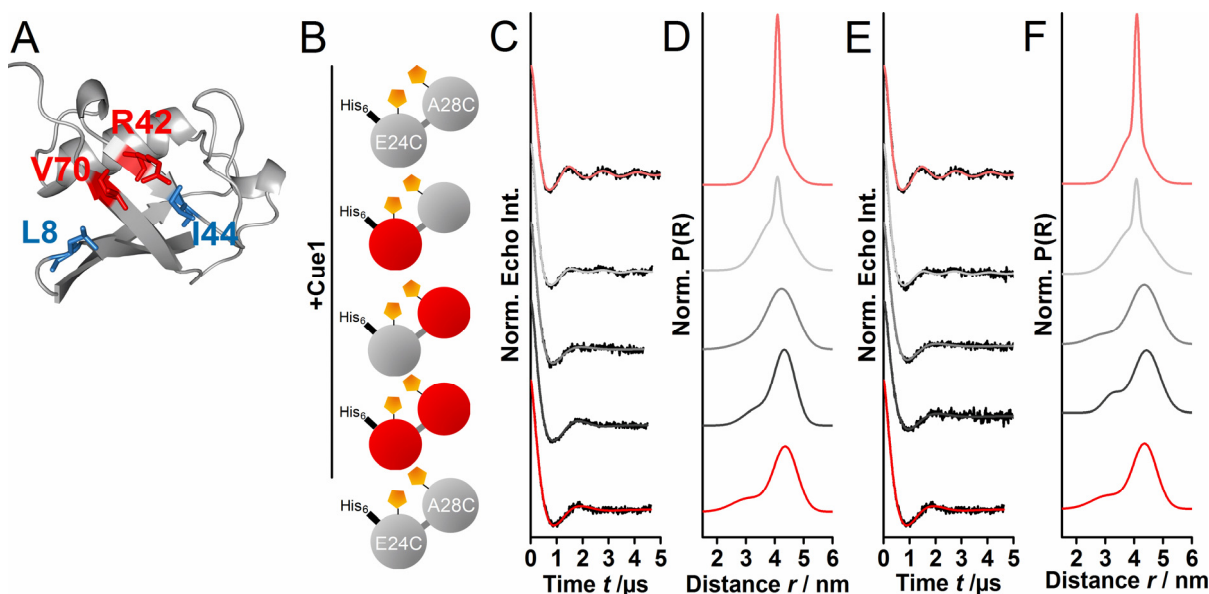 A
R42
V70
L8
I44
B
+Cue1
His6
A28C
E24C
His6
His6
His6
His6
A28C
E24C
C
Norm. Echo Int.
0 1 2 3 4 5
Time t /µs
D
Norm. P(R)
2 3 4 5 6
Distance r / nm
E
Norm. Echo Int.
0 1 2 3 4 5
Time t /µs
F
Norm. P(R)
2 3 4 5 6
Distance r / nm